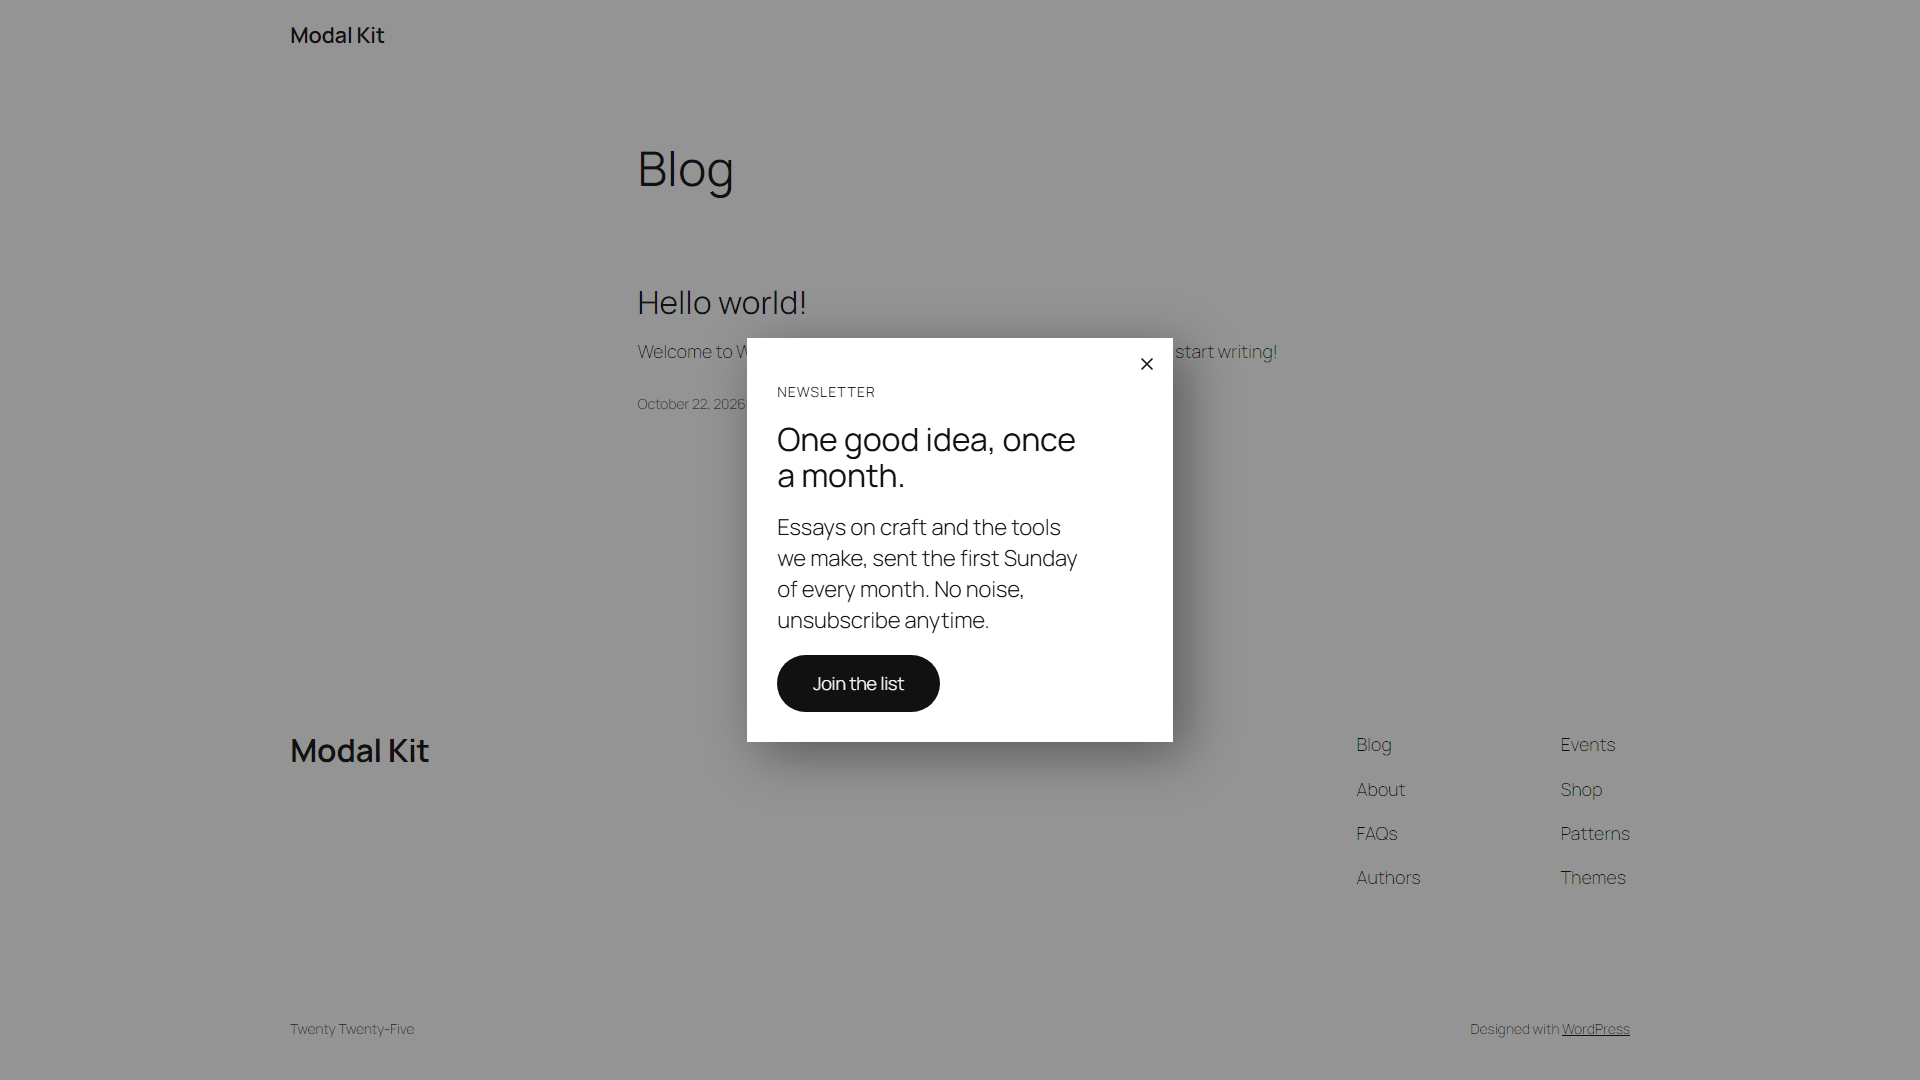 Modal Kit
Blog
Hello world!
Welcome to
start writing!
October 22, 2026
NEWSLETTER
One good idea, once
a month.
Essays on craft and the tools
we make, sent the first Sunday
of every month. No noise,
unsubscribe anytime.
Join the list
Modal Kit
Blog
About
FAQs
Authors
Events
Shop
Patterns
Themes
Twenty Twenty-Five
Designed with WordPress